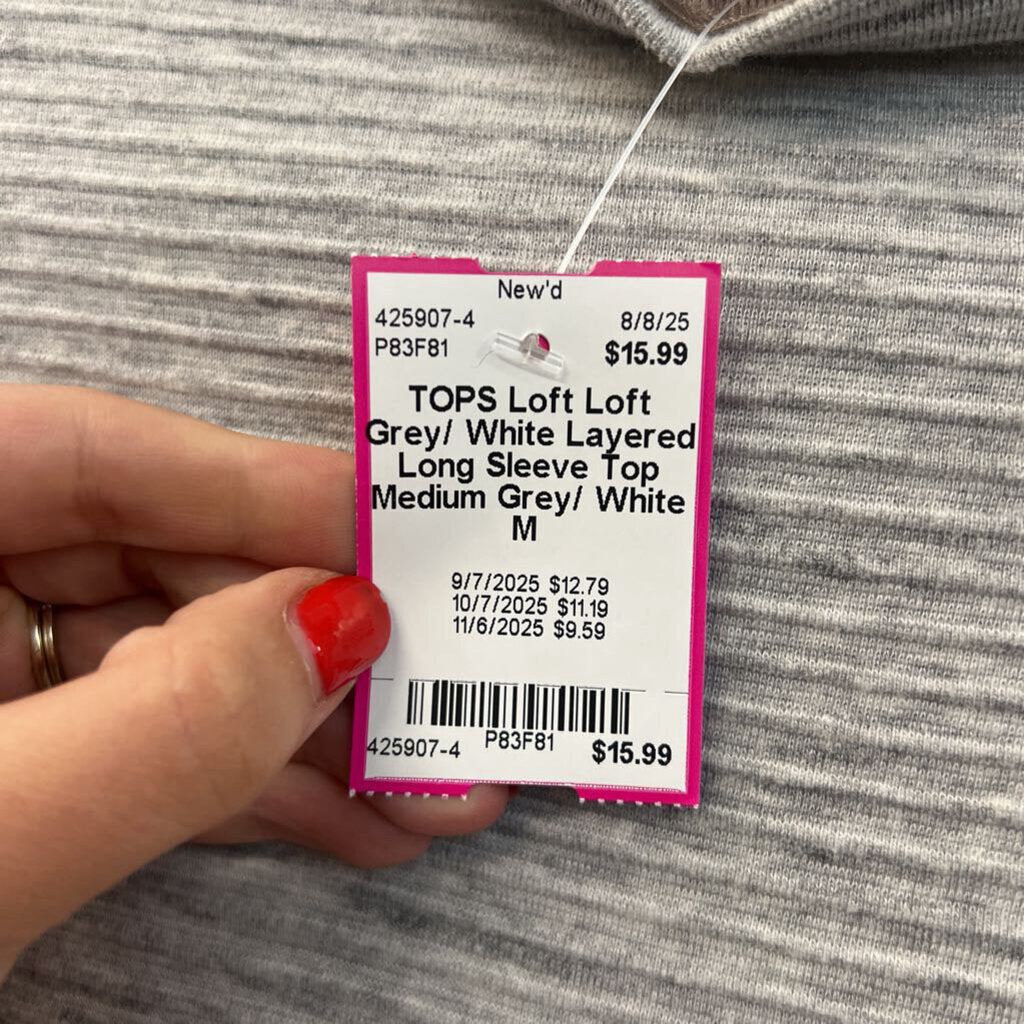 New'd
425907-4 8/8/25
P83F81 $15.99
TOPS Loft Loft
Grey/ White Layered
Long Sleeve Top
Medium Grey/ White
M
9/7/2025 $12.79
10/7/2025 $11.19
11/6/2025 $9.59
425907-4 P83F81 $15.99